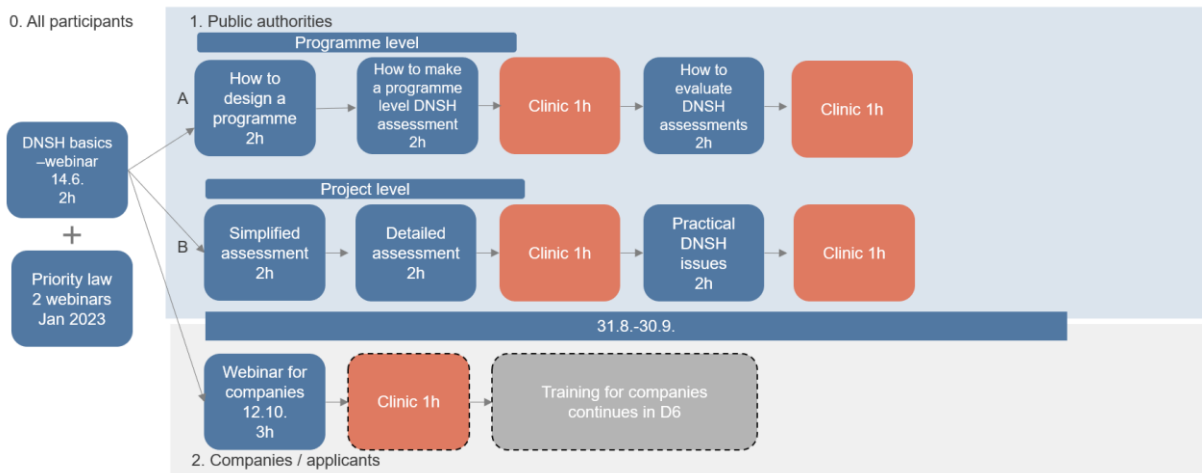 0. All participants
1. Public authorities
Programme level
A
How to
design a
programme
2h
How to make
a programme
level DNSH
assessment
2h
Clinic 1h
How to
evaluate
DNSH
assessments
2h
Clinic 1h
DNSH basics
–webinar
14.6.
2h
+
Priority law
2 webinars
Jan 2023
Project level
B
Simplified
assessment
2h
Detailed
assessment
2h
Clinic 1h
Practical
DNSH
issues
2h
Clinic 1h
31.8.-30.9.
Webinar for
companies
12.10.
3h
Clinic 1h
Training for companies
continues in D6
2. Companies / applicants